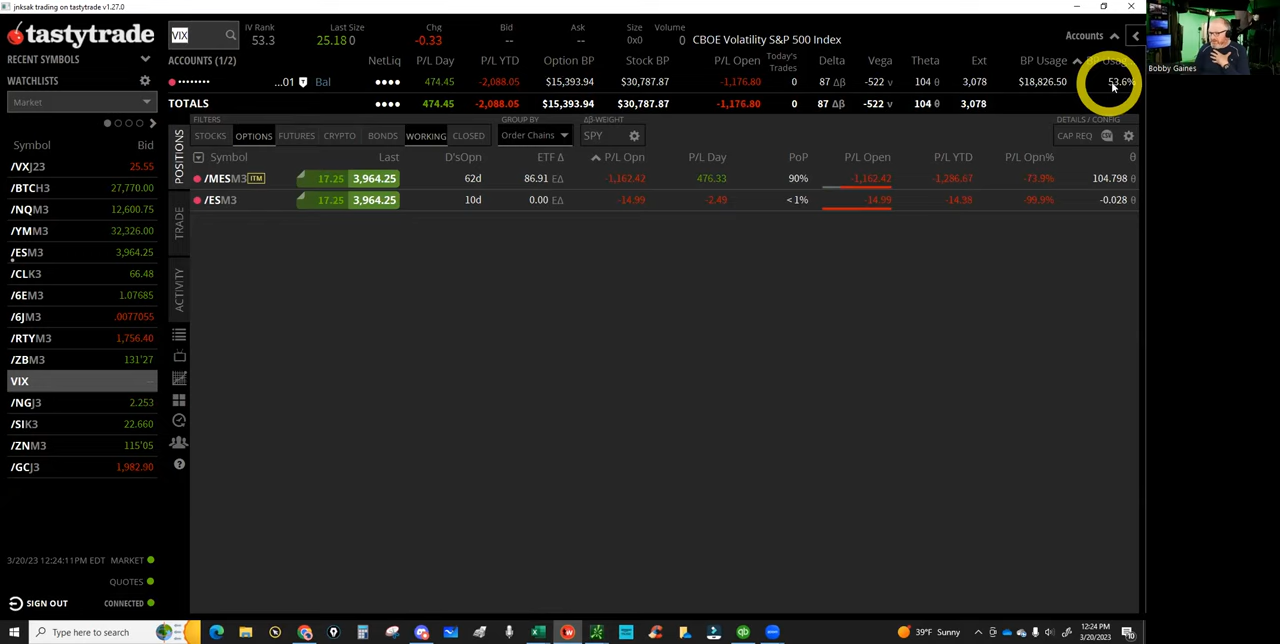 jnksak trading on tastytrade v1.27.0
tastytrade
VIX
IV Rank Last Size Chg Bid Ask Size Volume
53.3 25.18 0 -0.33 -- -- 0x0 0 CBOE Volatility S&P 500 Index
Accounts
Bobby Gaines
RECENT SYMBOLS
ACCOUNTS (1/2) NetLiq P/L Day P/L YTD Option BP Stock BP P/L Open Today's Trades Delta Vega Theta Ext BP Usage
WATCHLISTS
...01 Bal 474.45 -2,088.05 $15,393.94 $30,787.87 -1,176.80 0 87 Δβ -522 ν 104 θ 3,078 $18,826.50 53.6%
Market
TOTALS 474.45 -2,088.05 $15,393.94 $30,787.87 -1,176.80 0 87 Δβ -522 ν 104 θ 3,078
FILTERS GROUP BY Δβ-WEIGHT DETAILS / CONFIG
STOCKS OPTIONS FUTURES CRYPTO BONDS WORKING CLOSED Order Chains SPY CAP REQ
POSITIONS
TRADE
ACTIVITY
Symbol Last D'sOpn ETF Δ P/L Opn P/L Day PoP P/L Open P/L YTD P/L Opn% θ
/MESM3 ITM 17.25 3,964.25 62d 86.91 EΔ -1,162.42 476.33 90% -1,162.42 -1,286.67 -73.9% 104.798 θ
/ESM3 17.25 3,964.25 10d 0.00 EΔ -14.99 -2.49 <1% -14.99 -14.38 -99.9% -0.028 θ
Symbol Bid
/VXJ23 25.55
/BTCH3 27,770.00
/NQM3 12,600.75
/YMM3 32,326.00
/ESM3 3,964.25
/CLK3 66.48
/6EM3 1.07685
/6JM3 .0077055
/RTYM3 1,756.40
/ZBM3 131'27
VIX
/NGJ3 2.253
/SIK3 22.660
/ZNM3 115'05
/GCJ3 1,982.90
3/20/23 12:24:11PM EDT MARKET
QUOTES
SIGN OUT CONNECTED
Type here to search
39°F Sunny
12:24 PM
3/20/2023